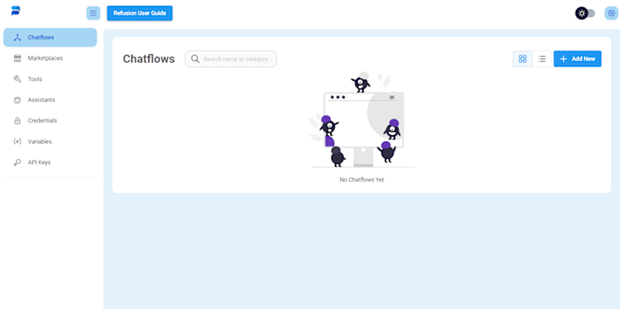 Refusion User Guide
Chatflows
Marketplaces
Tools
Assistants
Credentials
Variables
API Keys
Chatflows
Search name or category
Add New
No Chatflows Yet